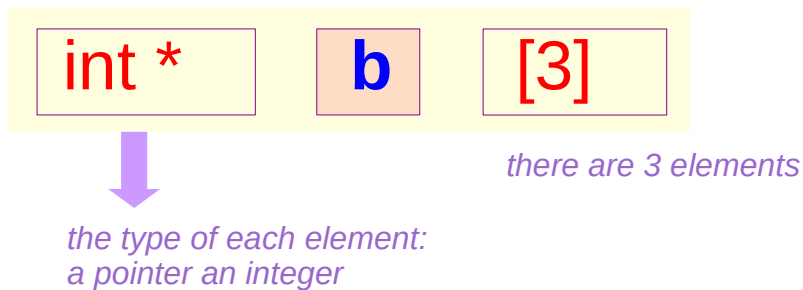 int * b [3]
there are 3 elements
the type of each element:
a pointer an integer